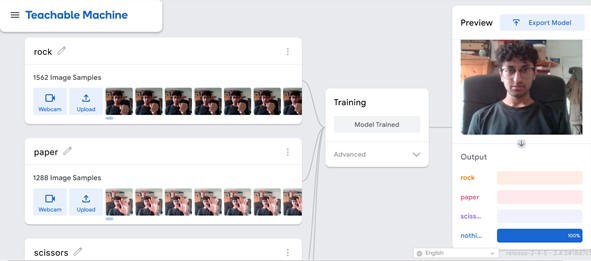 Teachable Machine
rock
1562 Image Samples
Webcam
Upload
paper
1288 Image Samples
Webcam
Upload
scissors
Training
Model Trained
Advanced
Preview
Export Model
Output
rock
paper
sciss...
nothi...
100%
English